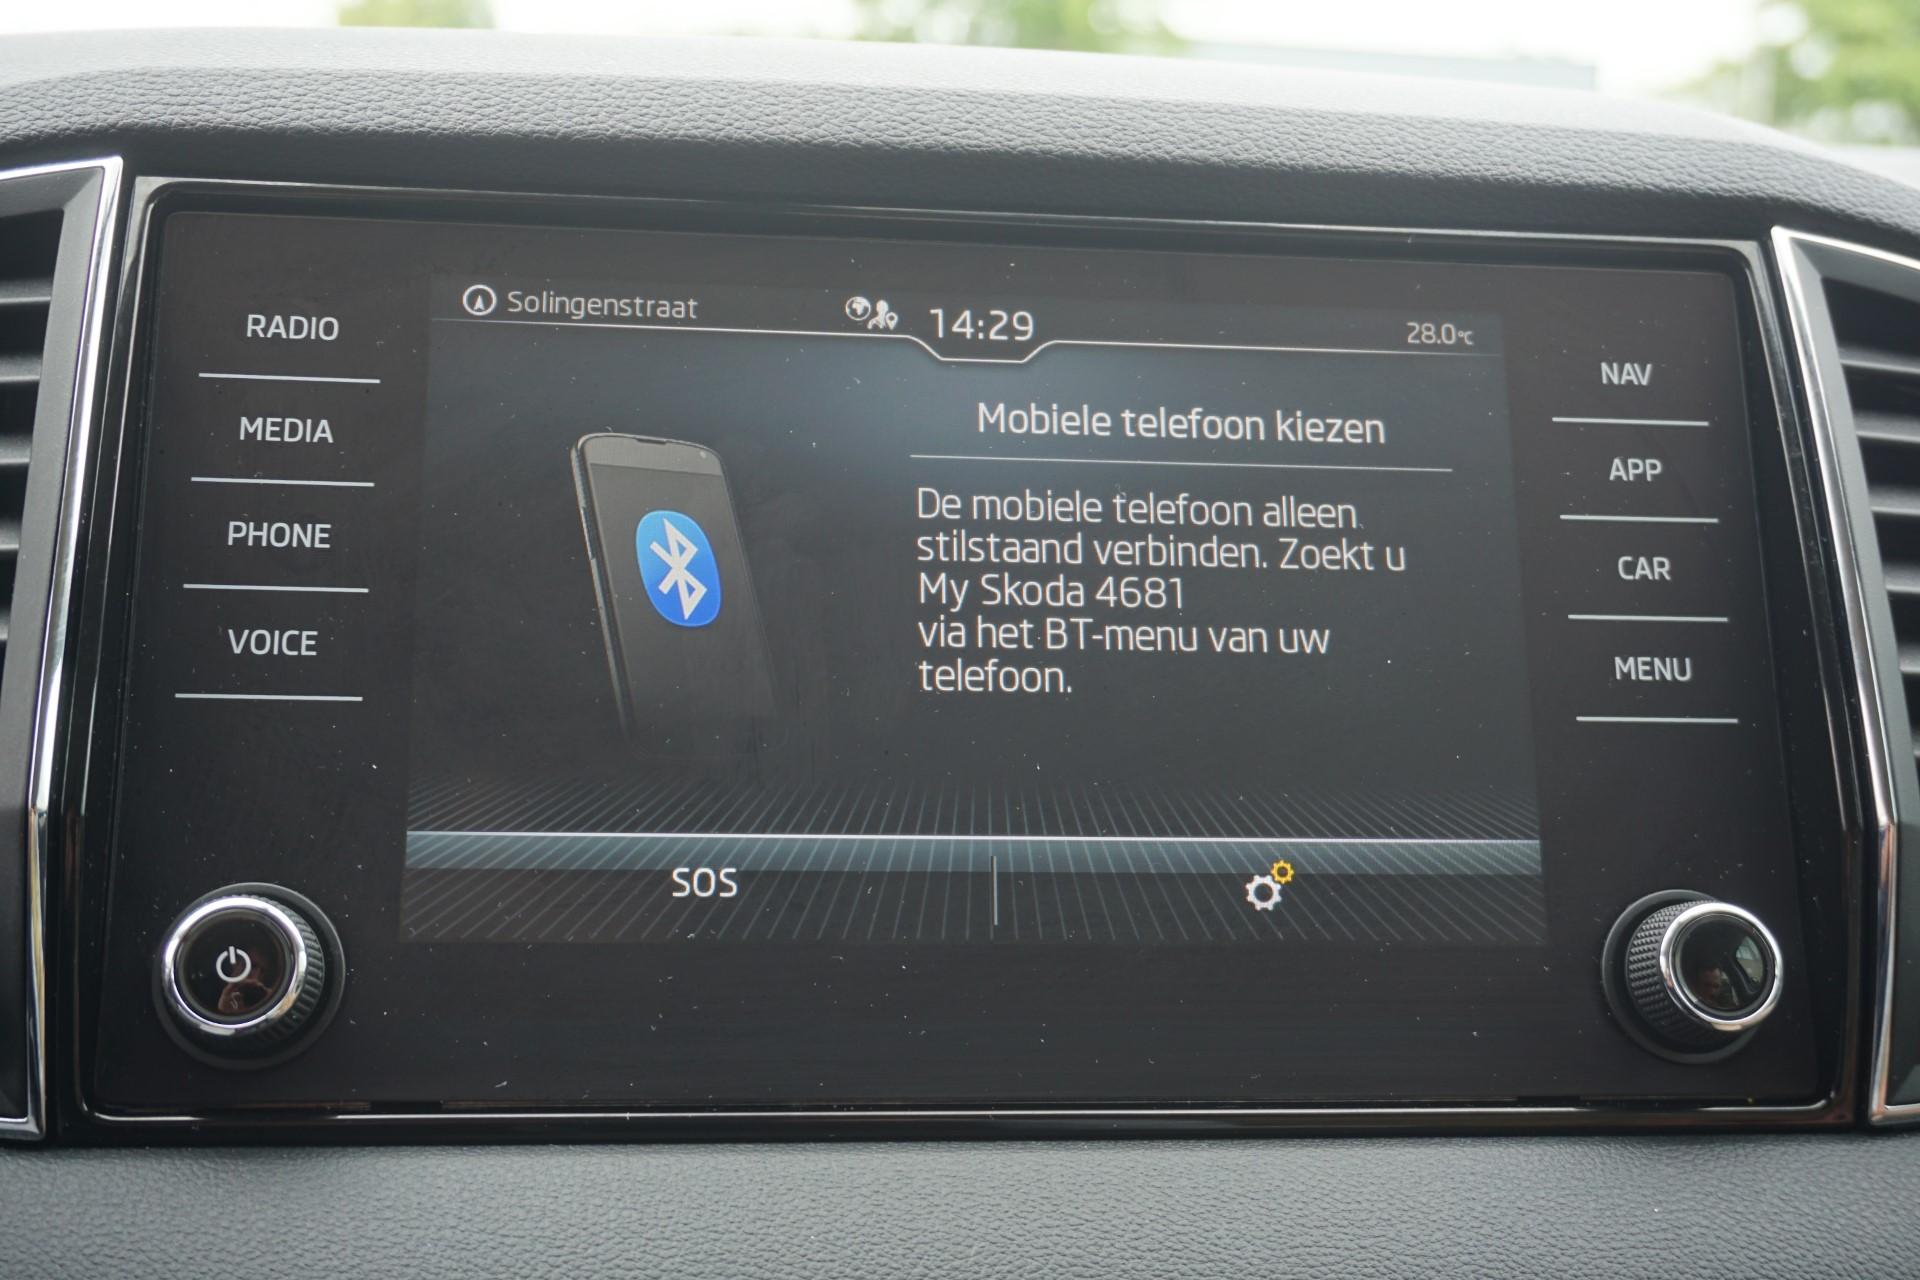 Solingenstraat
14:29
28.0°C
RADIO
MEDIA
PHONE
VOICE
Mobiele telefoon kiezen
De mobiele telefoon alleen
stilstaand verbinden. Zoekt u
My Skoda 4681
via het BT-menu van uw
telefoon.
SOS
NAV
APP
CAR
MENU